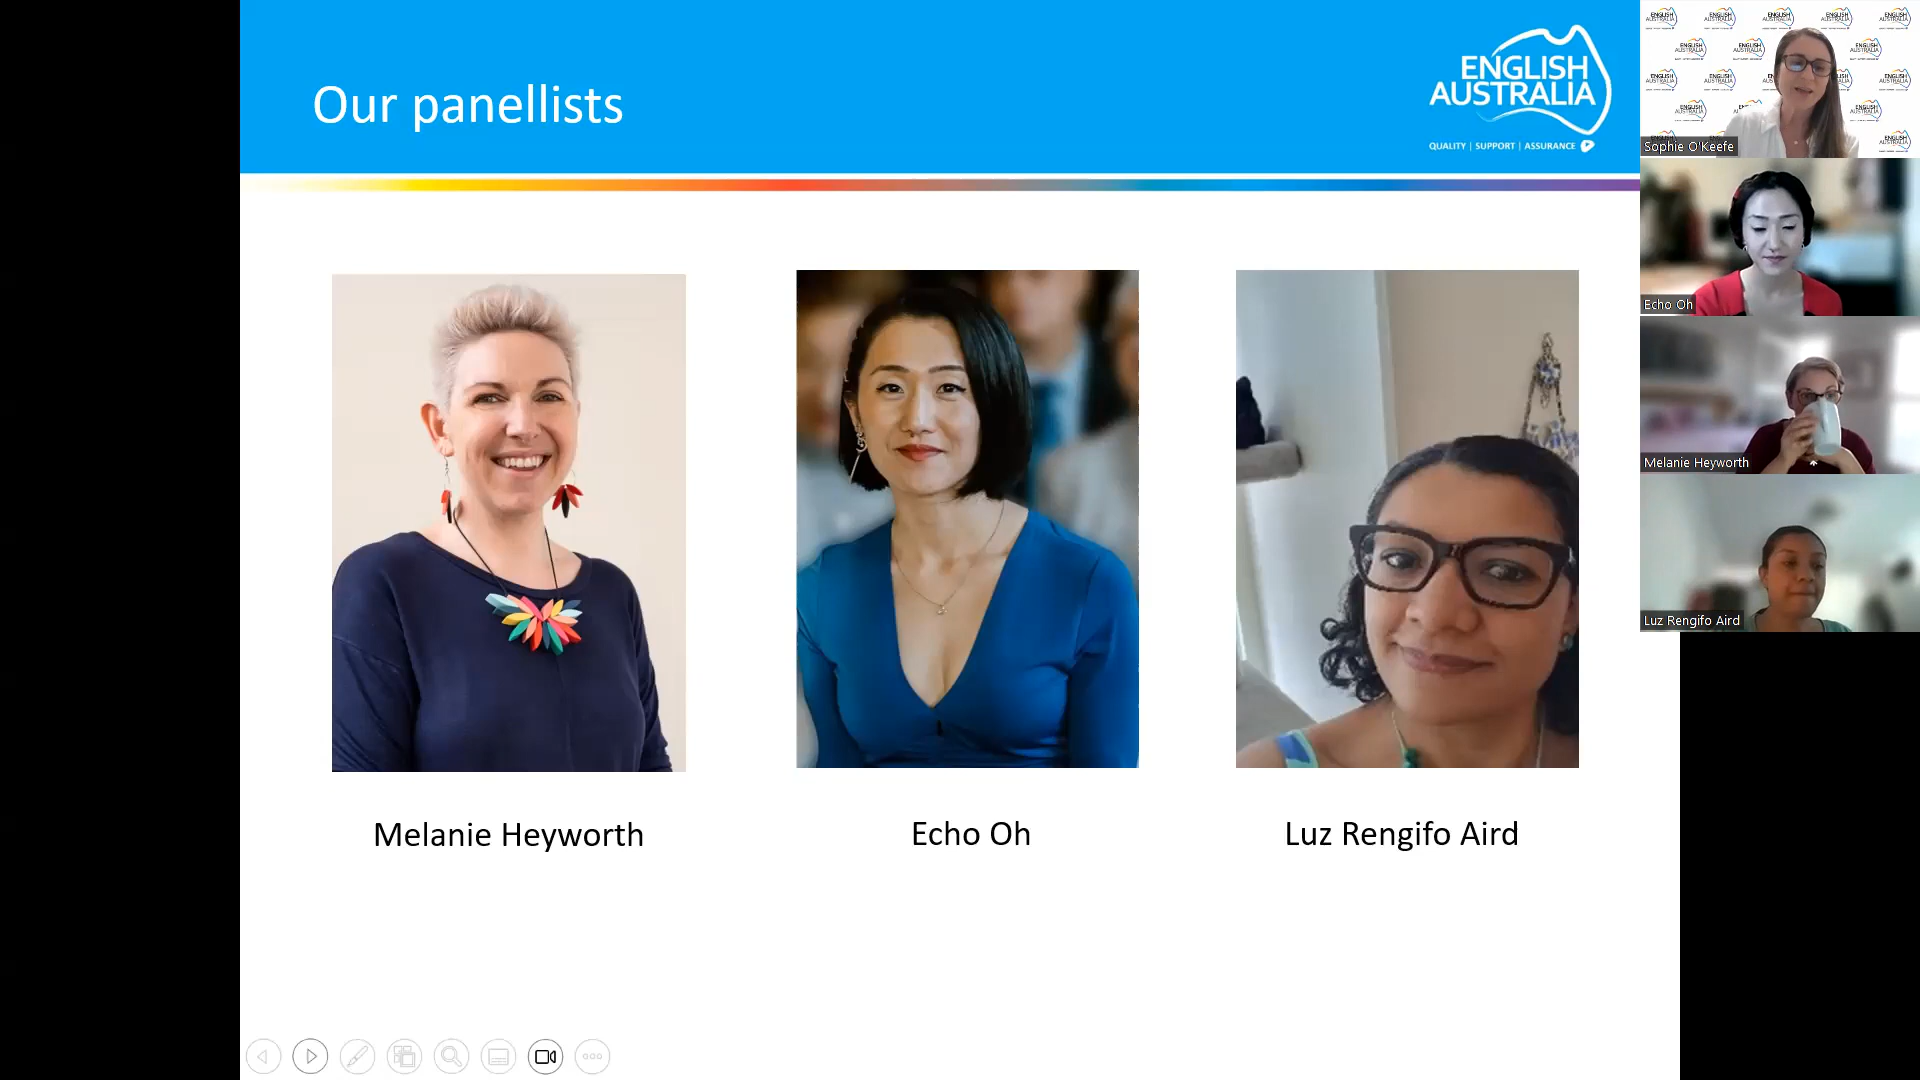 Our panellists
ENGLISH
AUSTRALIA
QUALITY | SUPPORT | ASSURANCE
Melanie Heyworth
Echo Oh
Luz Rengifo Aird
Sophie O'Keefe
Echo Oh
Melanie Heyworth
Luz Rengifo Aird